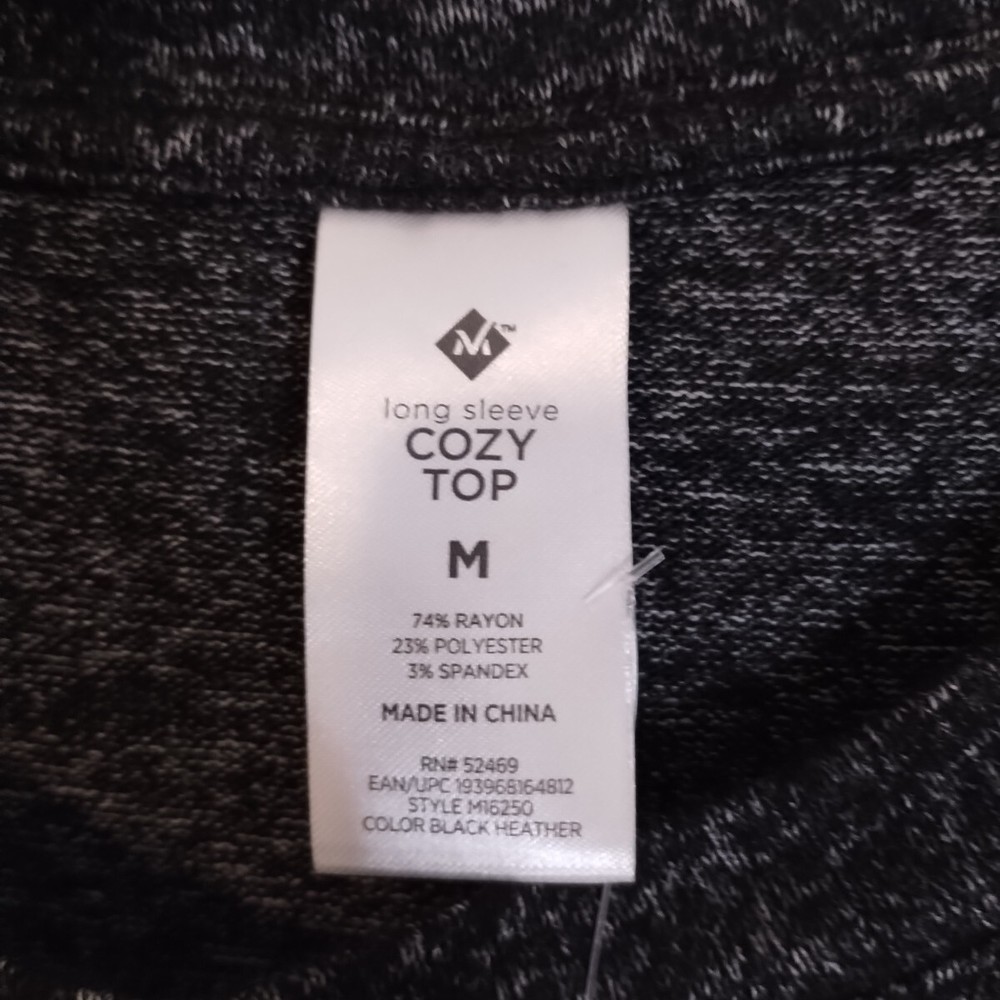 M™
long sleeve
COZY
TOP
M
74% RAYON
23% POLYESTER
3% SPANDEX
MADE IN CHINA
RN# 52469
EAN/UPC 193968164812
STYLE M16250
COLOR BLACK HEATHER